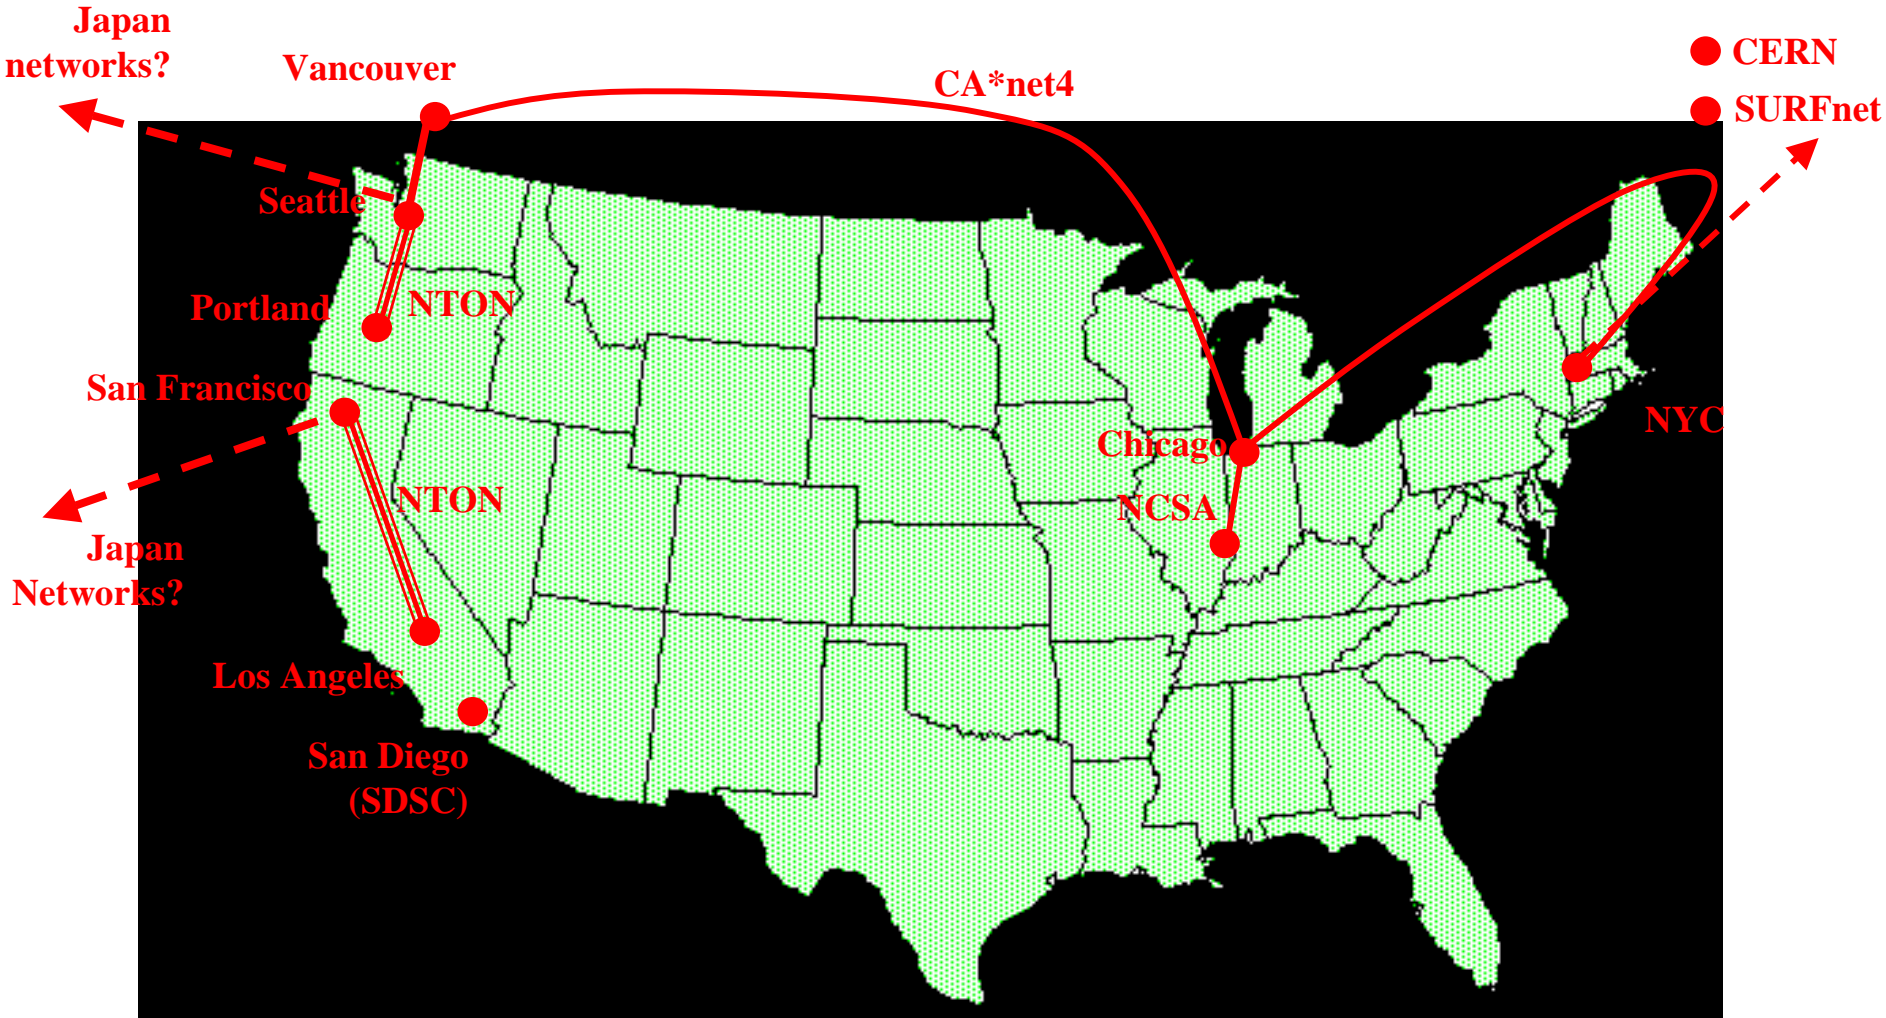 Japan
networks?
Vancouver
CA*net4
CERN
SURFnet
Seattle
Portland
NTON
San Francisco
NYC
Chicago
NTON
NCSA
Japan
Networks?
Los Angeles
San Diego
(SDSC)